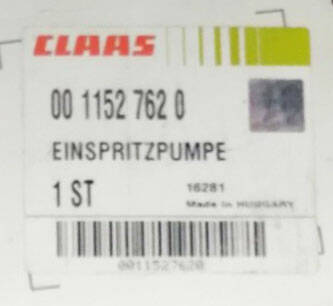 CLAAS
00 1152 762 0
EINSPRITZPUMPE
1 ST
16281
Made in HUNGARY
0011527620